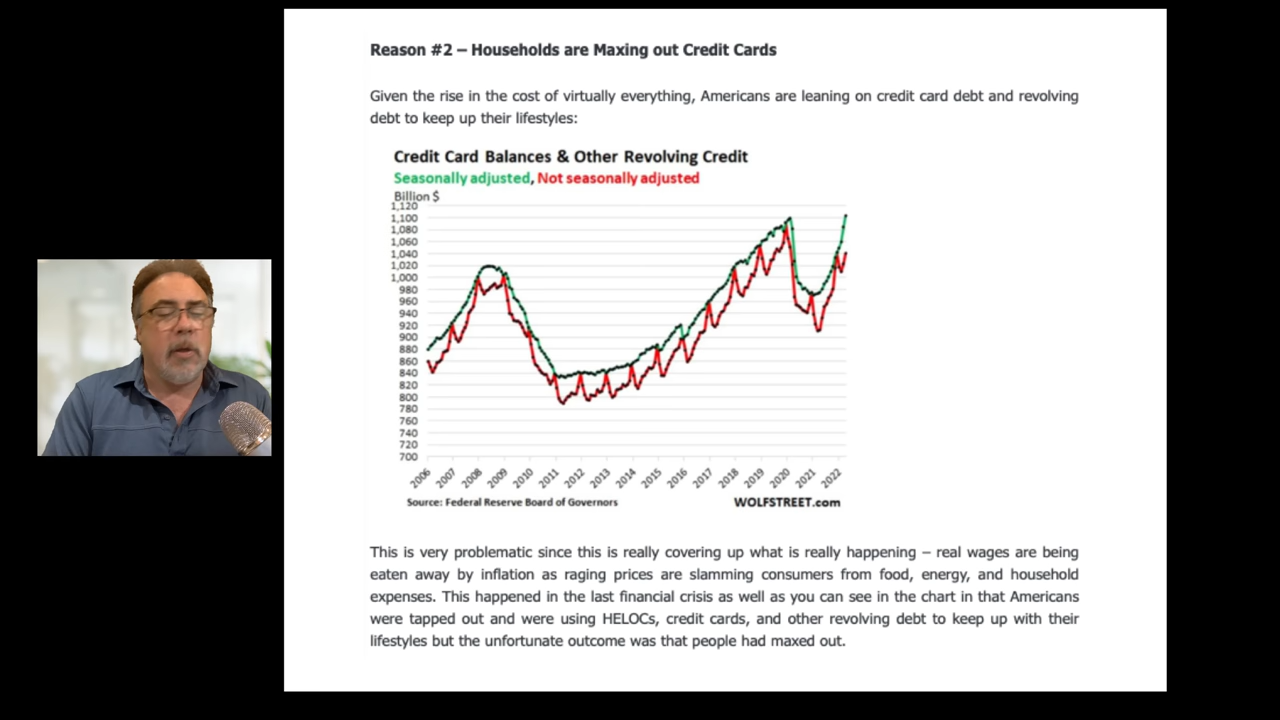 Reason #2 – Households are Maxing out Credit Cards
Given the rise in the cost of virtually everything, Americans are leaning on credit card debt and revolving
debt to keep up their lifestyles:
Credit Card Balances & Other Revolving Credit
Seasonally adjusted, Not seasonally adjusted
Billion $
1,120
1,100
1,080
1,060
1,040
1,020
1,000
980
960
940
920
900
880
860
840
820
800
780
760
740
720
700
2006 2007 2008 2009 2010 2011 2012 2013 2014 2015 2016 2017 2018 2019 2020 2021 2022
Source: Federal Reserve Board of Governors WOLFSTREET.com
This is very problematic since this is really covering up what is really happening – real wages are being
eaten away by inflation as raging prices are slamming consumers from food, energy, and household
expenses. This happened in the last financial crisis as well as you can see in the chart in that Americans
were tapped out and were using HELOCs, credit cards, and other revolving debt to keep up with their
lifestyles but the unfortunate outcome was that people had maxed out.